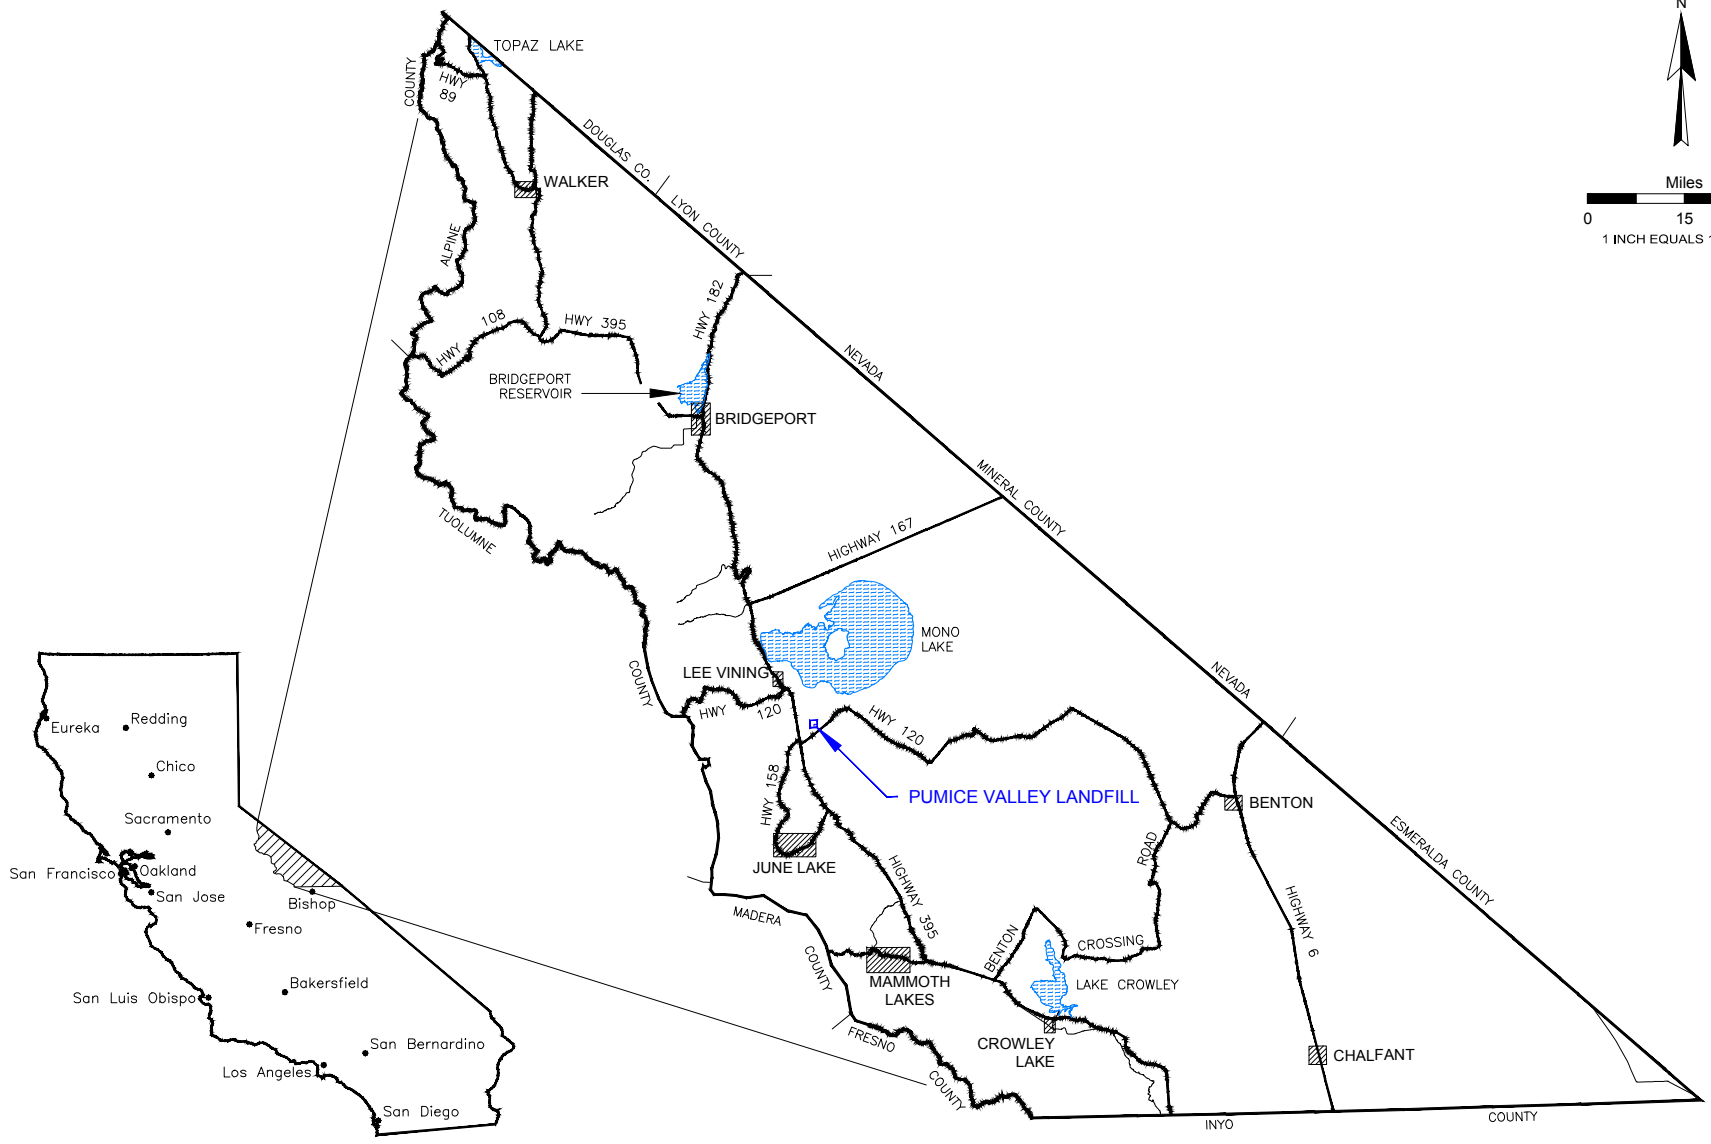 N
Miles
0 15
1 INCH EQUALS
TOPAZ LAKE
COUNTY
HWY
89
DOUGLAS CO.
WALKER
LYON COUNTY
ALPINE
HWY 182
HWY 108
HWY 395
NEVADA
BRIDGEPORT
RESERVOIR
BRIDGEPORT
MINERAL COUNTY
TUOLUMNE
HIGHWAY 167
MONO
LAKE
COUNTY
LEE VINING
NEVADA
HWY 120
HWY 120
HWY 158
PUMICE VALLEY LANDFILL
BENTON
ESMERALDA COUNTY
ROAD
JUNE LAKE
HIGHWAY 395
HIGHWAY 6
MADERA
COUNTY
BENTON
CROSSING
MAMMOTH
LAKES
LAKE CROWLEY
FRESNO
COUNTY
CROWLEY
LAKE
CHALFANT
INYO
COUNTY
Eureka
Redding
Chico
Sacramento
San Francisco
Oakland
San Jose
Bishop
Fresno
Bakersfield
San Luis Obispo
San Bernardino
Los Angeles
San Diego